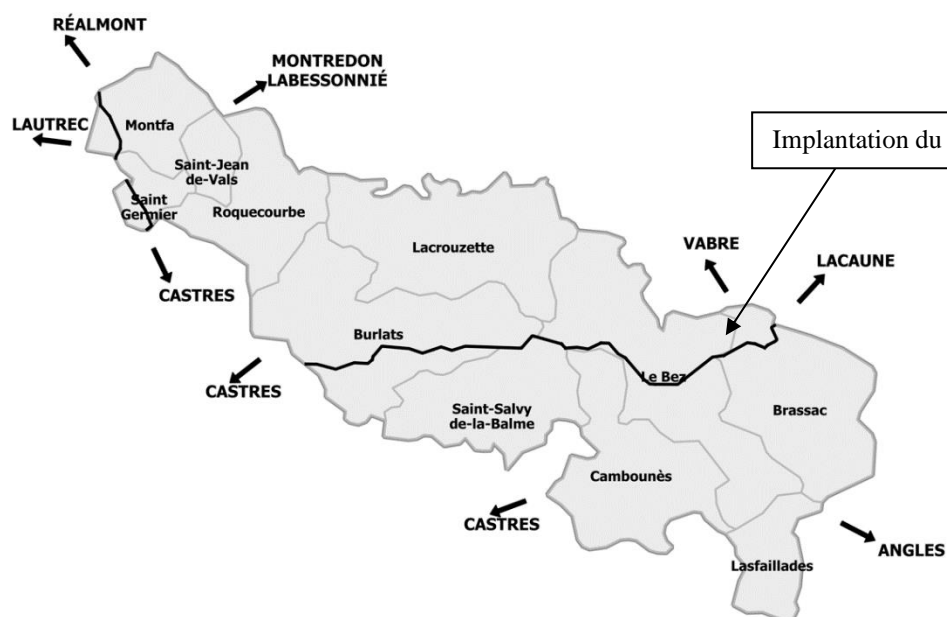 RÉALMONT
MONTREDON
LABESSONNIÉ
LAUTREC
Montfa
Implantation du
Saint-Jean
de-Vals
Saint
Germier
Roquecourbe
Lacrouzette
VABRE
LACAUNE
CASTRES
Burlats
Le Bez
CASTRES
Saint-Salvy
de-la-Balme
Brassac
Cambounès
CASTRES
ANGLES
Lasfaillades